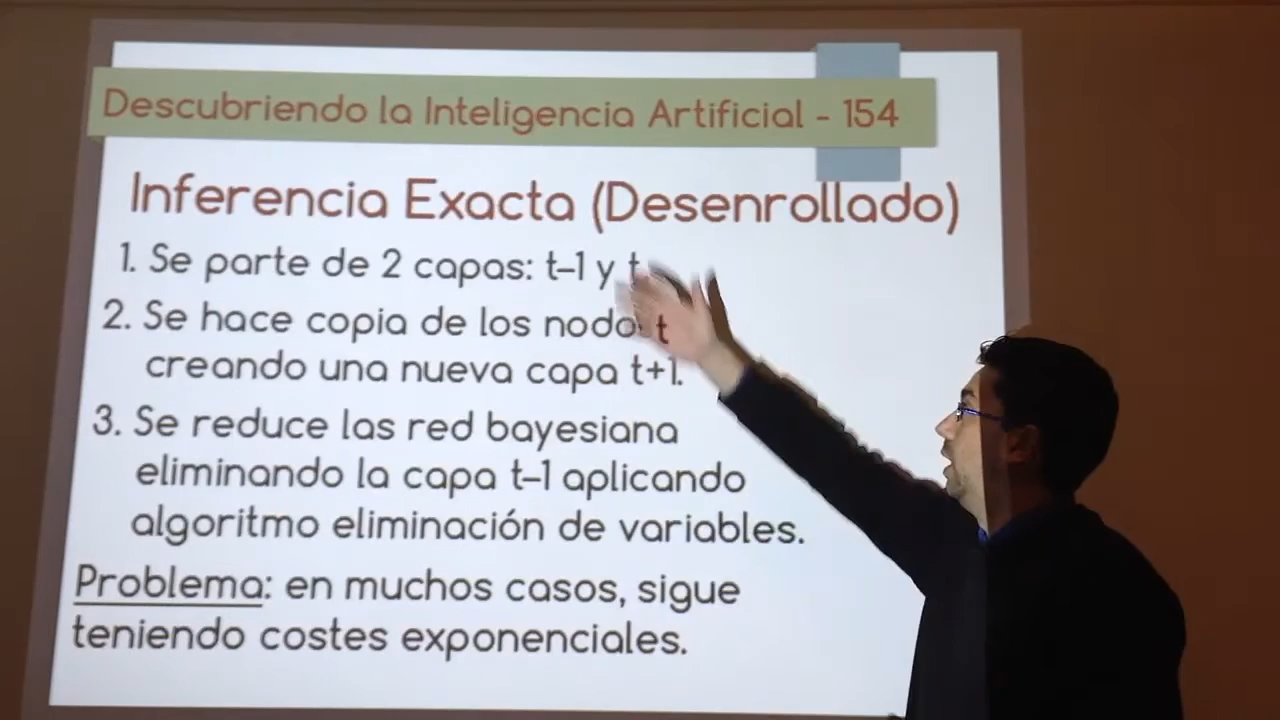 Descubriendo la Inteligencia Artificial - 154
Inferencia Exacta (Desenrollado)
1. Se parte de 2 capas: t-1 y t
2. Se hace copia de los nodos t
creando una nueva capa t+1.
3. Se reduce las red bayesiana
eliminando la capa t-1 aplicando
algoritmo eliminación de variables.
Problema: en muchos casos, sigue
teniendo costes exponenciales.